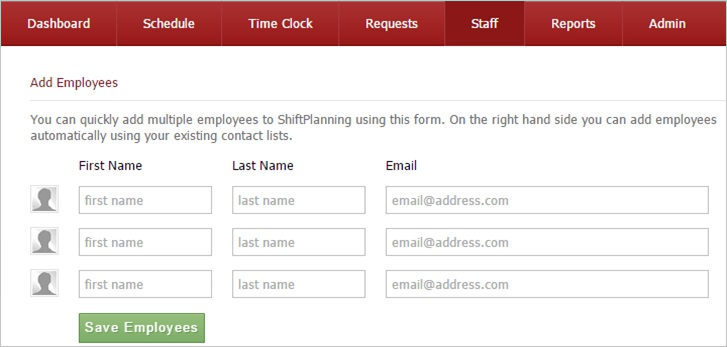 Dashboard Schedule Time Clock Requests Staff Reports Admin
Add Employees
You can quickly add multiple employees to ShiftPlanning using this form. On the right hand side you can add employees
automatically using your existing contact lists.
First Name Last Name Email
first name last name email@address.com
first name last name email@address.com
first name last name email@address.com
Save Employees